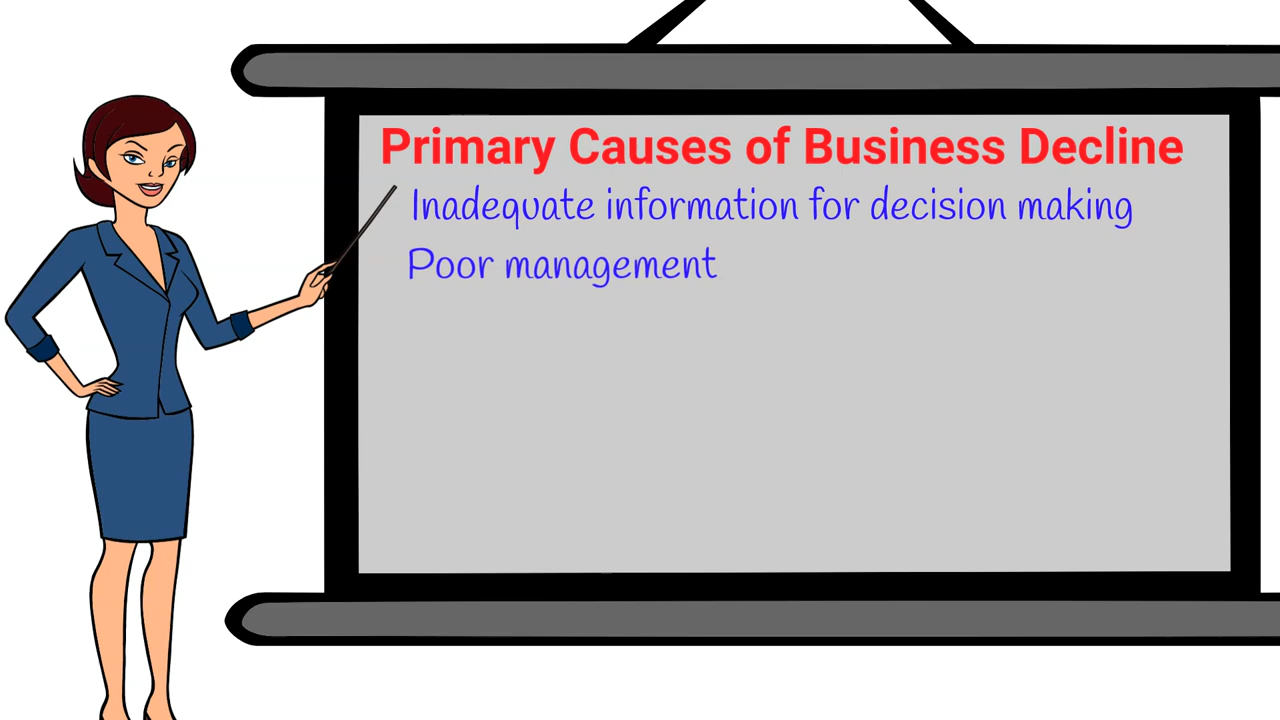 Primary Causes of Business Decline
Inadequate information for decision making
Poor management